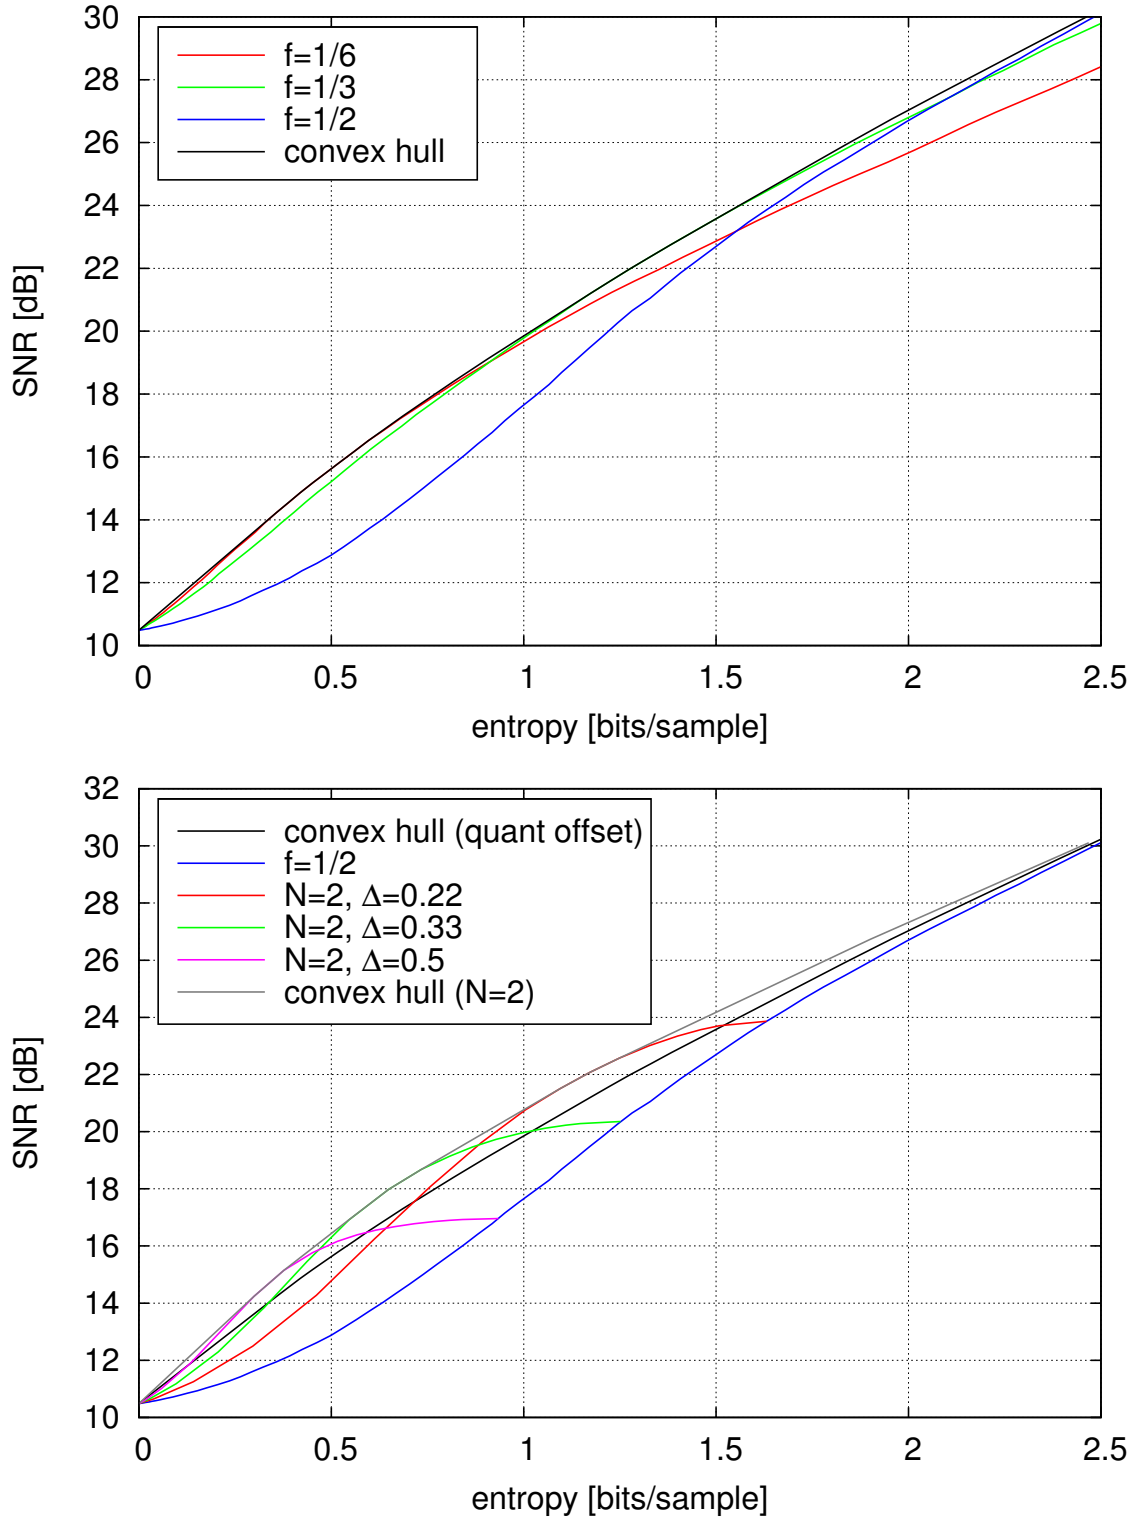 30
28
26
24
22
20
18
16
14
12
10
SNR [dB]
f=1/6
f=1/3
f=1/2
convex hull
0 0.5 1 1.5 2 2.5
entropy [bits/sample]
32
30
28
26
24
22
20
18
16
14
12
10
SNR [dB]
convex hull (quant offset)
f=1/2
N=2, Δ=0.22
N=2, Δ=0.33
N=2, Δ=0.5
convex hull (N=2)
0 0.5 1 1.5 2 2.5
entropy [bits/sample]